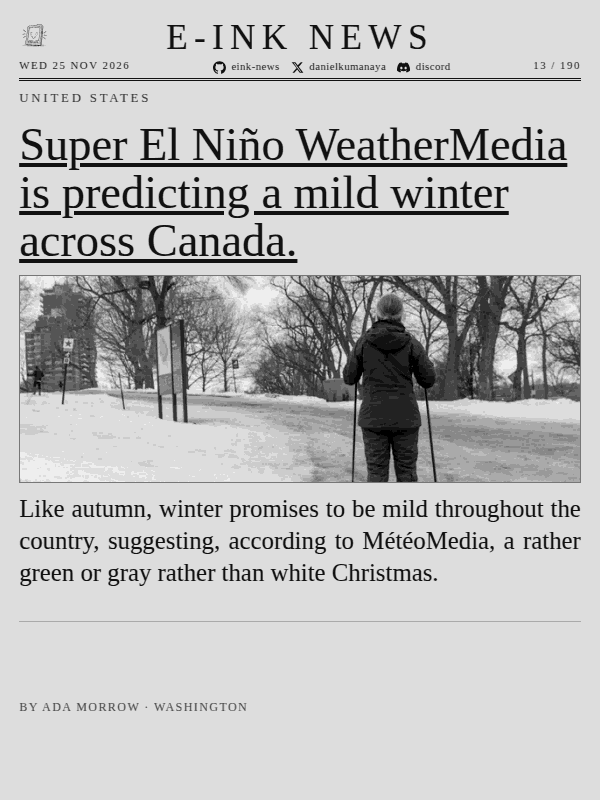 E-INK NEWS
WED 25 NOV 2026
eink-news
danielkumanaya
discord
13 / 190
UNITED STATES
Super El Niño WeatherMedia
is predicting a mild winter
across Canada.
Like autumn, winter promises to be mild throughout the
country, suggesting, according to MétéoMedia, a rather
green or gray rather than white Christmas.
BY ADA MORROW · WASHINGTON